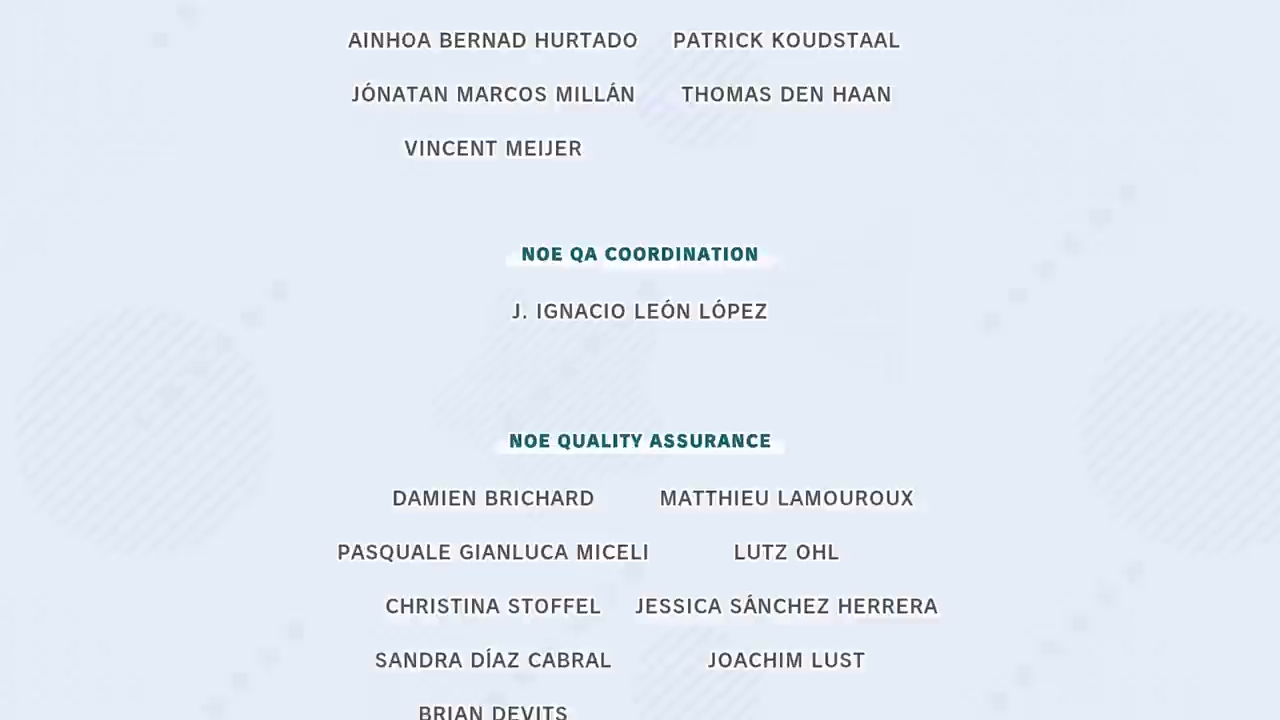 AINHOA BERNAD HURTADO PATRICK KOUDSTAAL
JÓNATAN MARCOS MILLÁN THOMAS DEN HAAN
VINCENT MEIJER
NOE QA COORDINATION
J. IGNACIO LEÓN LÓPEZ
NOE QUALITY ASSURANCE
DAMIEN BRICHARD MATTHIEU LAMOUROUX
PASQUALE GIANLUCA MICELI LUTZ OHL
CHRISTINA STOFFEL JESSICA SÁNCHEZ HERRERA
SANDRA DÍAZ CABRAL JOACHIM LUST
BRIAN DEVITS